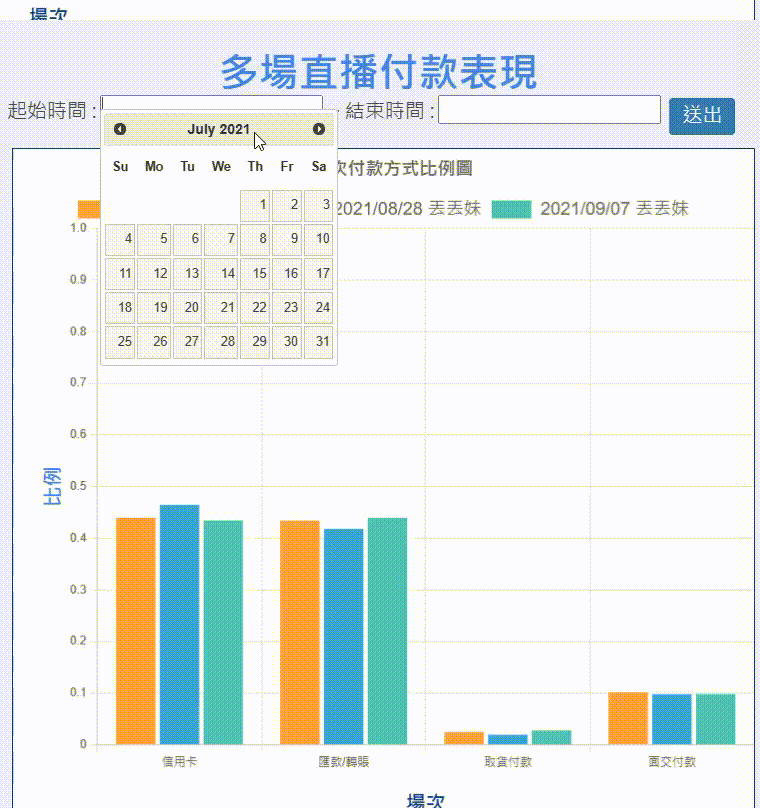 場次
多場直播付款表現
起始時間 :
- 結束時間 :
送出
July 2021
Su Mo Tu We Th Fr Sa
1 2 3
4 5 6 7 8 9 10
11 12 13 14 15 16 17
18 19 20 21 22 23 24
25 26 27 28 29 30 31
次付款方式比例圖
2021/08/28 丟丟妹
2021/09/07 丟丟妹
1.0
0.9
0.8
0.7
0.6
0.5
0.4
0.3
0.2
0.1
0
比例
信用卡
匯款/轉賬
取貨付款
面交付款
場次